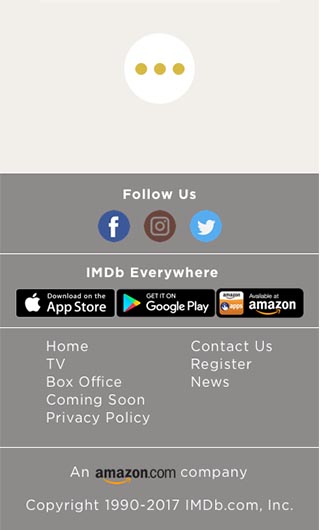 Follow Us
IMDb Everywhere
Download on the
App Store
GET IT ON
Google Play
amazon
apps
Available at
amazon
Home
TV
Box Office
Coming Soon
Privacy Policy
Contact Us
Register
News
An amazon.com company
Copyright 1990-2017 IMDb.com, Inc.